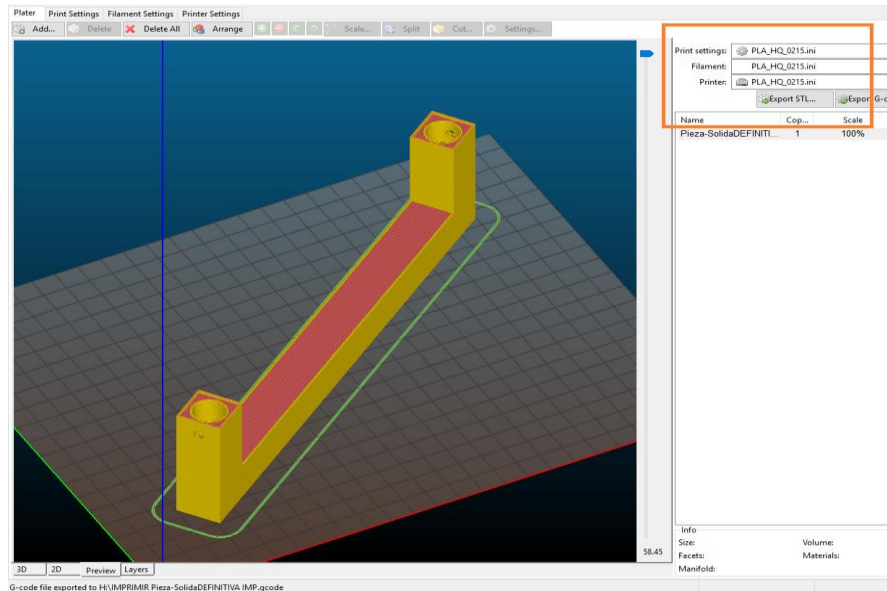 Plater Print Settings Filament Settings Printer Settings
Add... Delete Delete All Arrange Scale... Split Cut... Settings...
Print settings: PLA_HQ_0215.ini
Filament: PLA_HQ_0215.ini
Printer: PLA_HQ_0215.ini
Export STL... Export G-c
Name Cop... Scale
Pieza-SolidaDEFINITI... 1 100%
58.45
Info
Size: Volume:
Facets: Materials:
Manifold:
3D 2D Preview Layers
G-code file exported to H:\IMPRIMIR Pieza-SolidaDEFINITIVA IMP.gcode